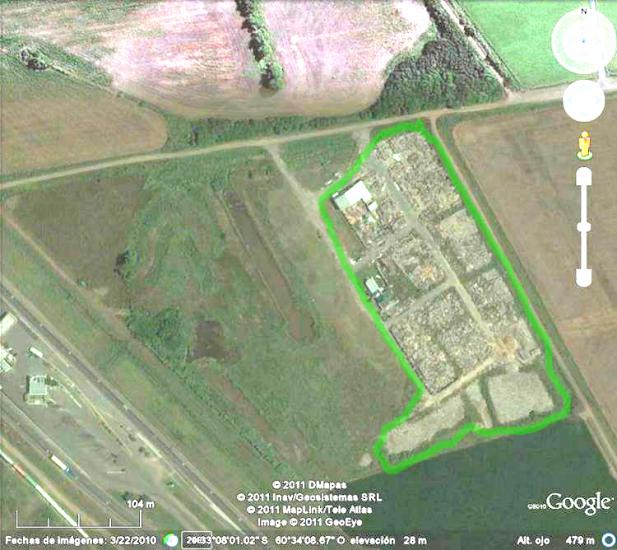 N
© 2011 DMapas
© 2011 Inav/Geosistemas SRL
© 2011 MapLink/Tele Atlas
Image © 2011 GeoEye
©2010 Google
104 m
Fechas de imágenes: 3/22/2010 33°08'01.02" S 60°34'08.67" O elevación 28 m Alt. ojo 479 m